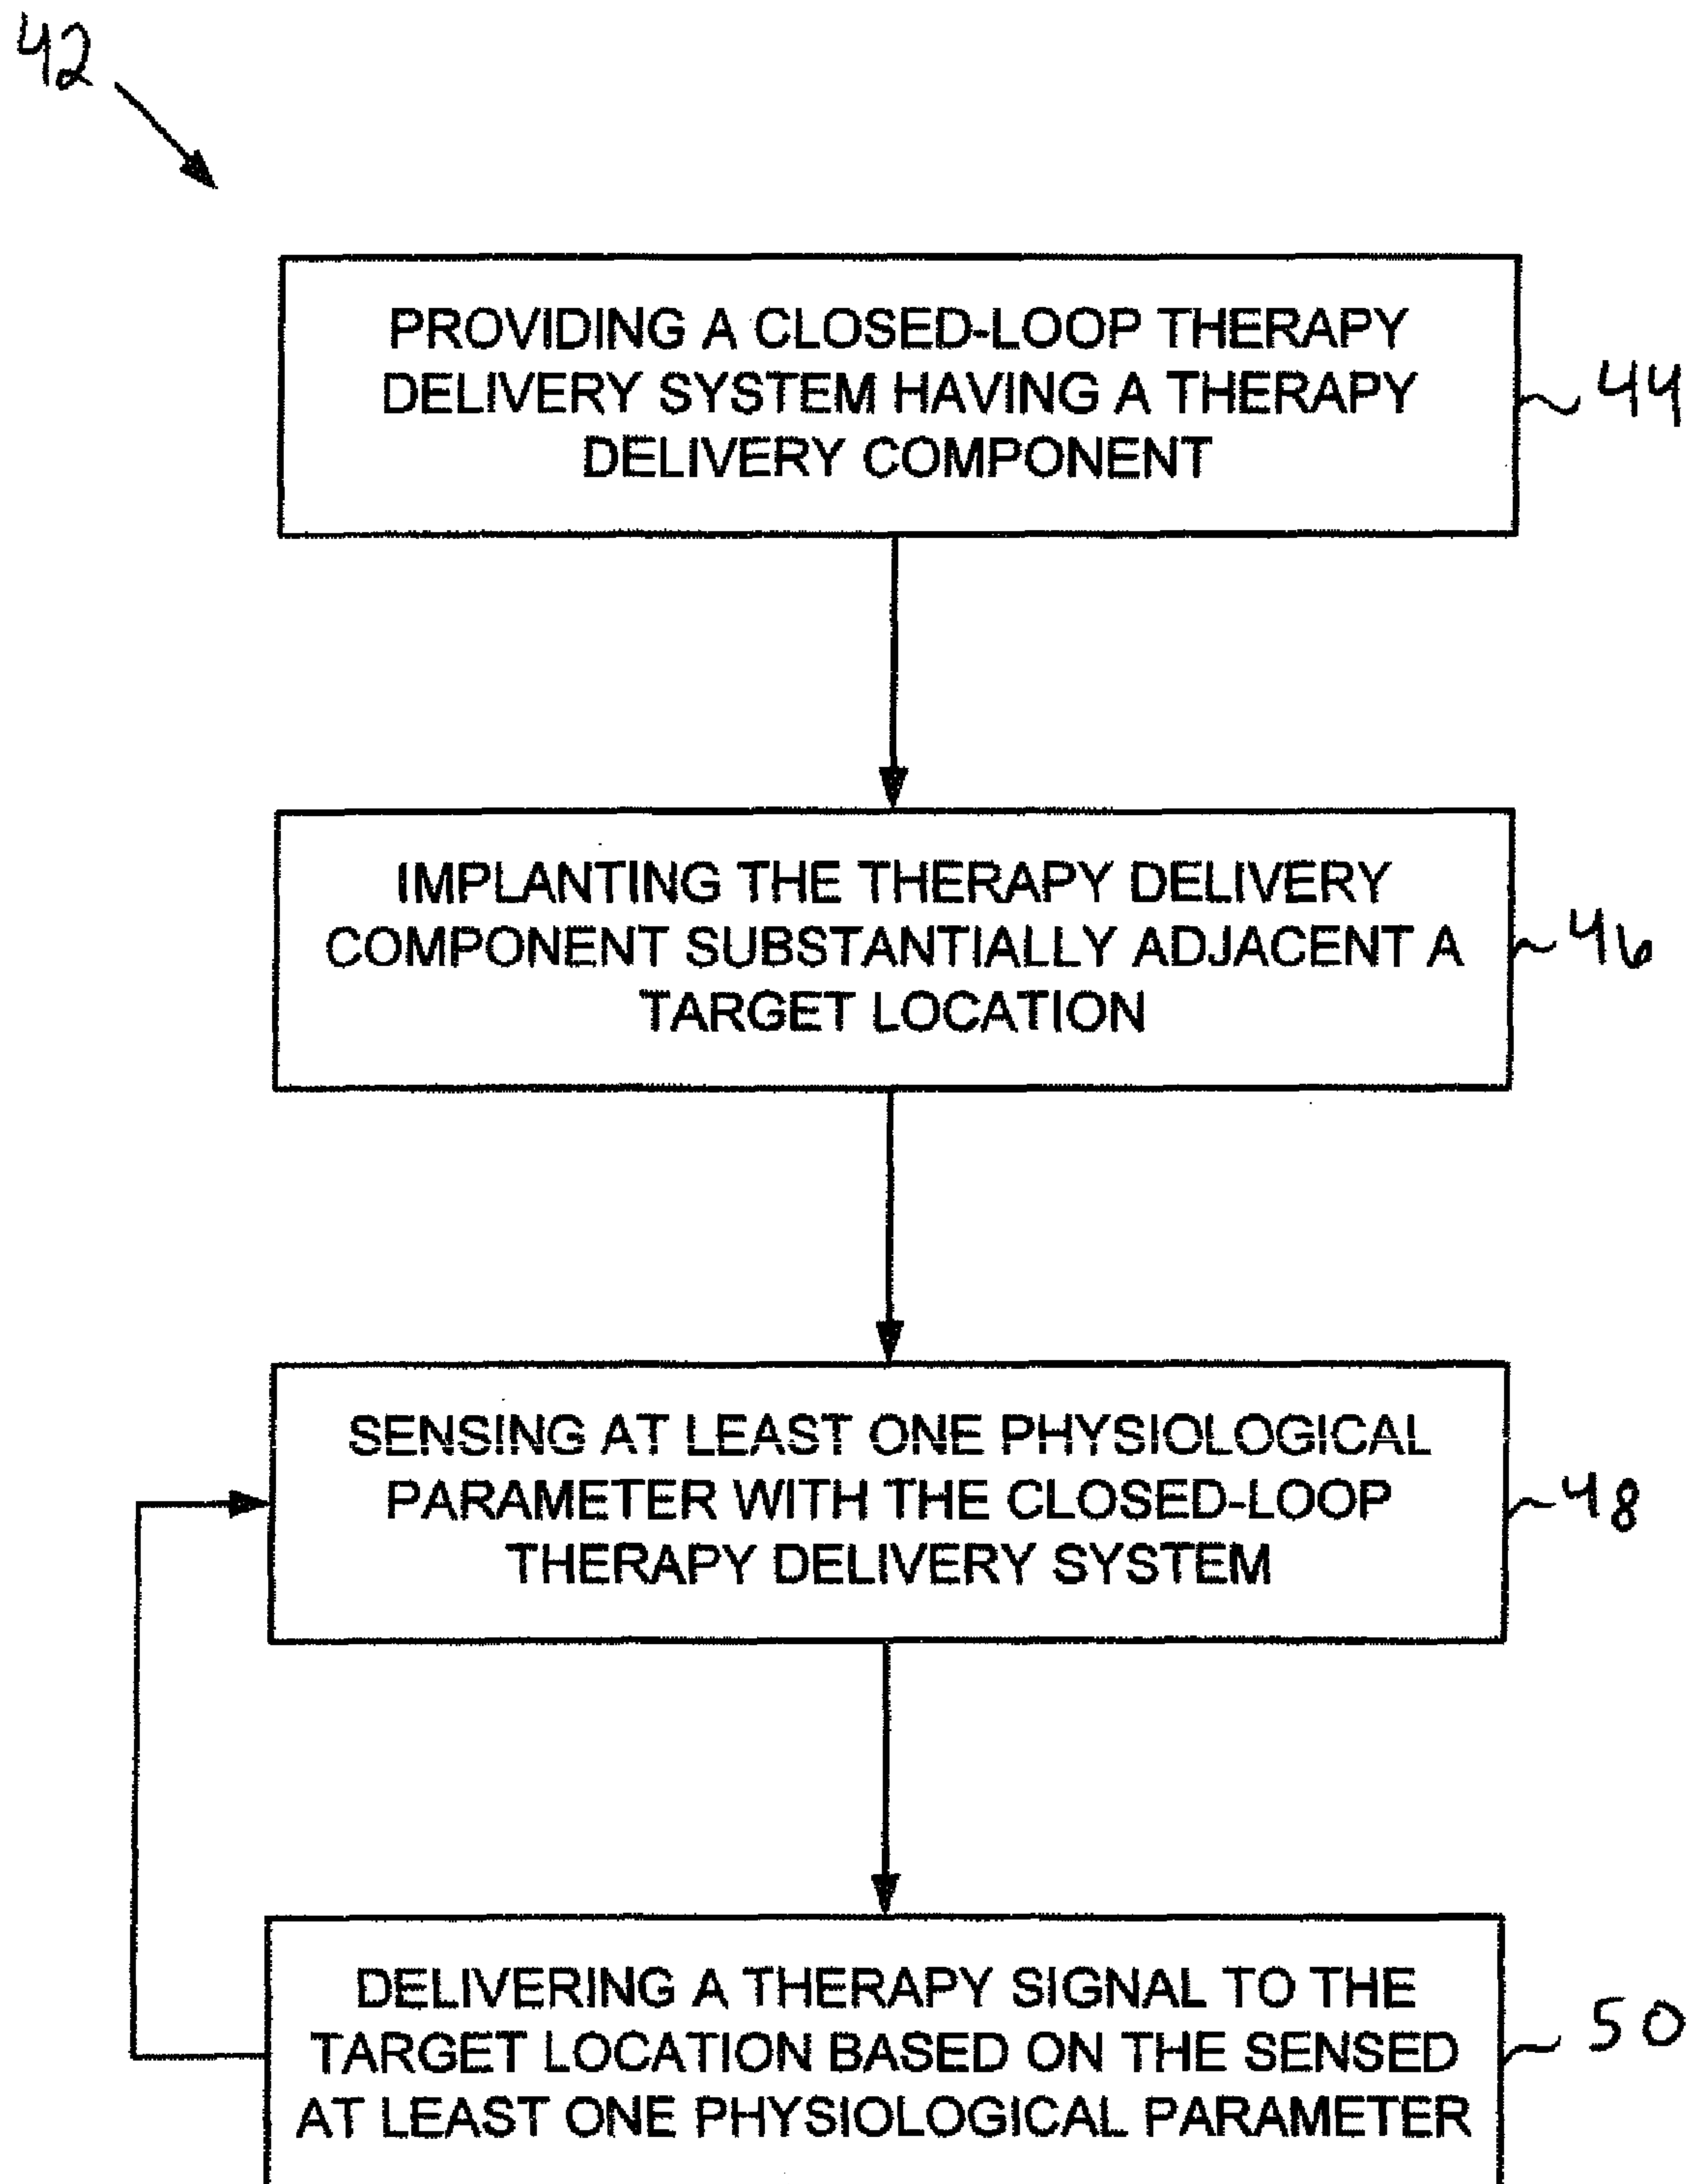 42
PROVIDING A CLOSED-LOOP THERAPY
DELIVERY SYSTEM HAVING A THERAPY
DELIVERY COMPONENT
44
IMPLANTING THE THERAPY DELIVERY
COMPONENT SUBSTANTIALLY ADJACENT A
TARGET LOCATION
46
SENSING AT LEAST ONE PHYSIOLOGICAL
PARAMETER WITH THE CLOSED-LOOP
THERAPY DELIVERY SYSTEM
48
DELIVERING A THERAPY SIGNAL TO THE
TARGET LOCATION BASED ON THE SENSED
AT LEAST ONE PHYSIOLOGICAL PARAMETER
50